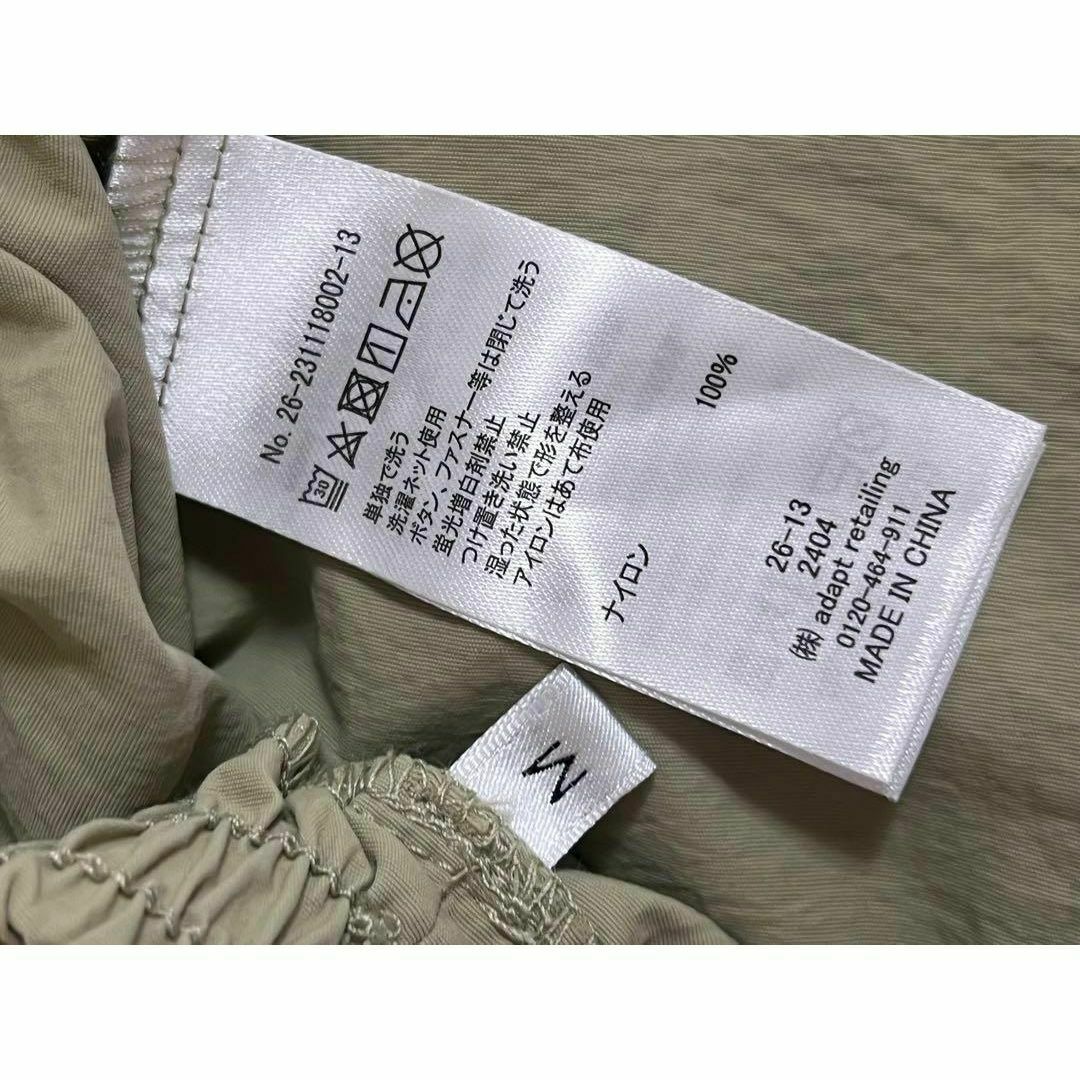 No. 26-231118002-13
30
単独で洗う
洗濯ネット使用
ボタン、ファスナー等は閉じて洗う
蛍光増白剤禁止
つけ置き洗い禁止
湿った状態で形を整える
アイロンはあて布使用
ナイロン 100%
26-13
2404
㈱ adapt retailing
0120-464-911
MADE IN CHINA
M